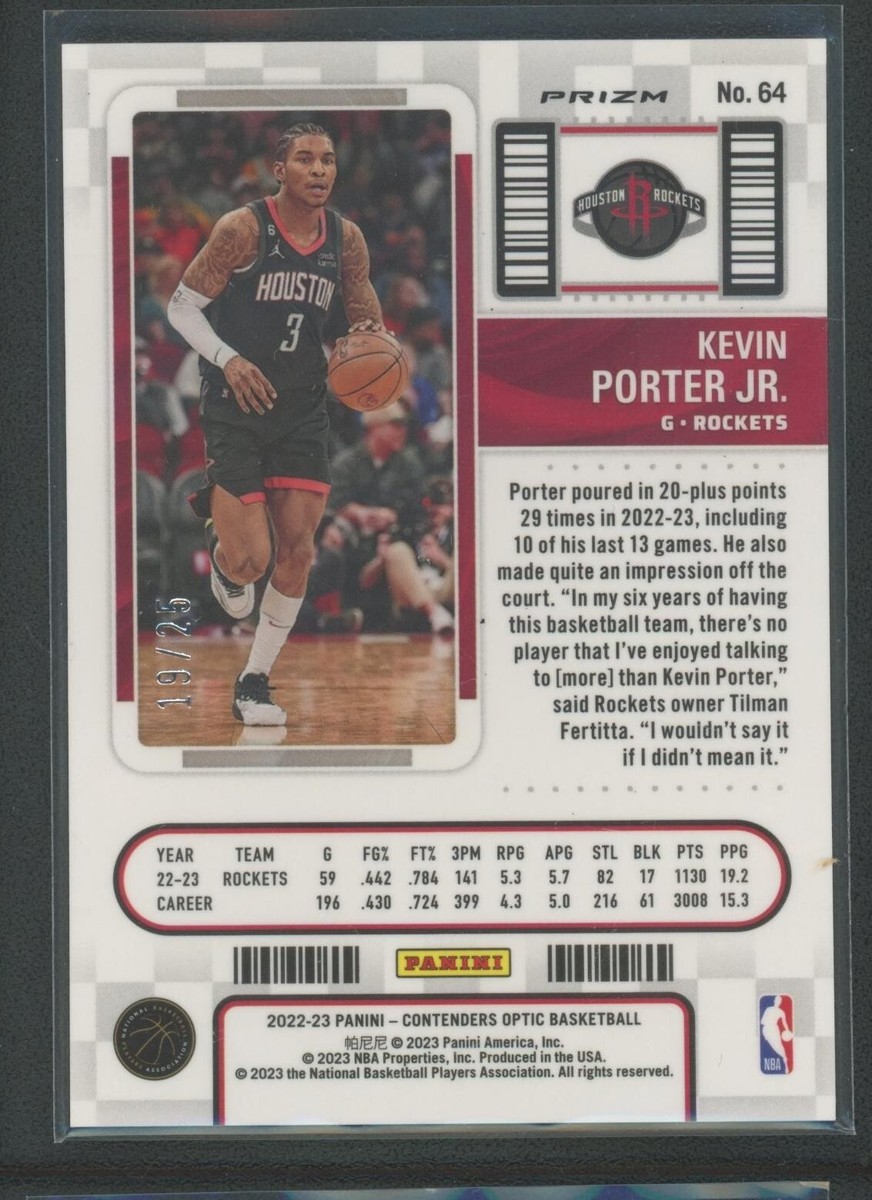 PRIZM No. 64
HOUSTON R ROCKETS
KEVIN
PORTER JR.
G • ROCKETS
6
HOUSTON
3
19/25
Porter poured in 20-plus points
29 times in 2022-23, including
10 of his last 13 games. He also
made quite an impression off the
court. “In my six years of having
this basketball team, there’s no
player that I’ve enjoyed talking
to [more] than Kevin Porter,”
said Rockets owner Tilman
Fertitta. “I wouldn’t say it
if I didn’t mean it.”
YEAR TEAM G FG% FT% 3PM RPG APG STL BLK PTS PPG
22-23 ROCKETS 59 .442 .784 141 5.3 5.7 82 17 1130 19.2
CAREER 196 .430 .724 399 4.3 5.0 216 61 3008 15.3
PANINI
NATIONAL BASKETBALL PLAYERS ASSOCIATION
2022-23 PANINI – CONTENDERS OPTIC BASKETBALL
帕尼尼 © 2023 Panini America, Inc.
© 2023 NBA Properties, Inc. Produced in the USA.
© 2023 the National Basketball Players Association. All rights reserved.
NBA